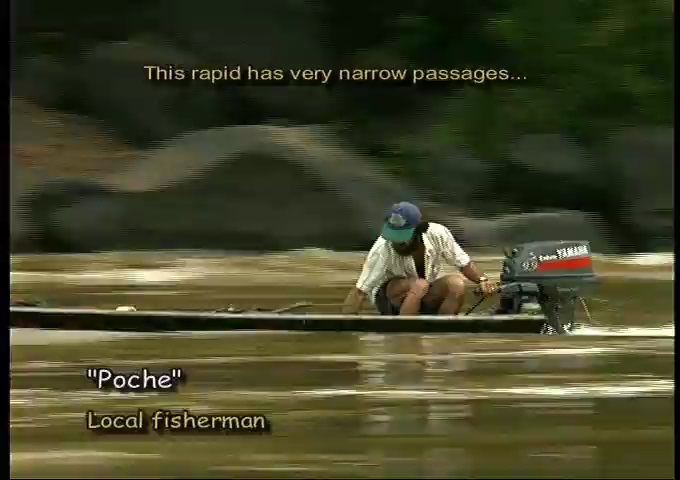 This rapid has very narrow passages...
YAMAHA
"Poche"
Local fisherman